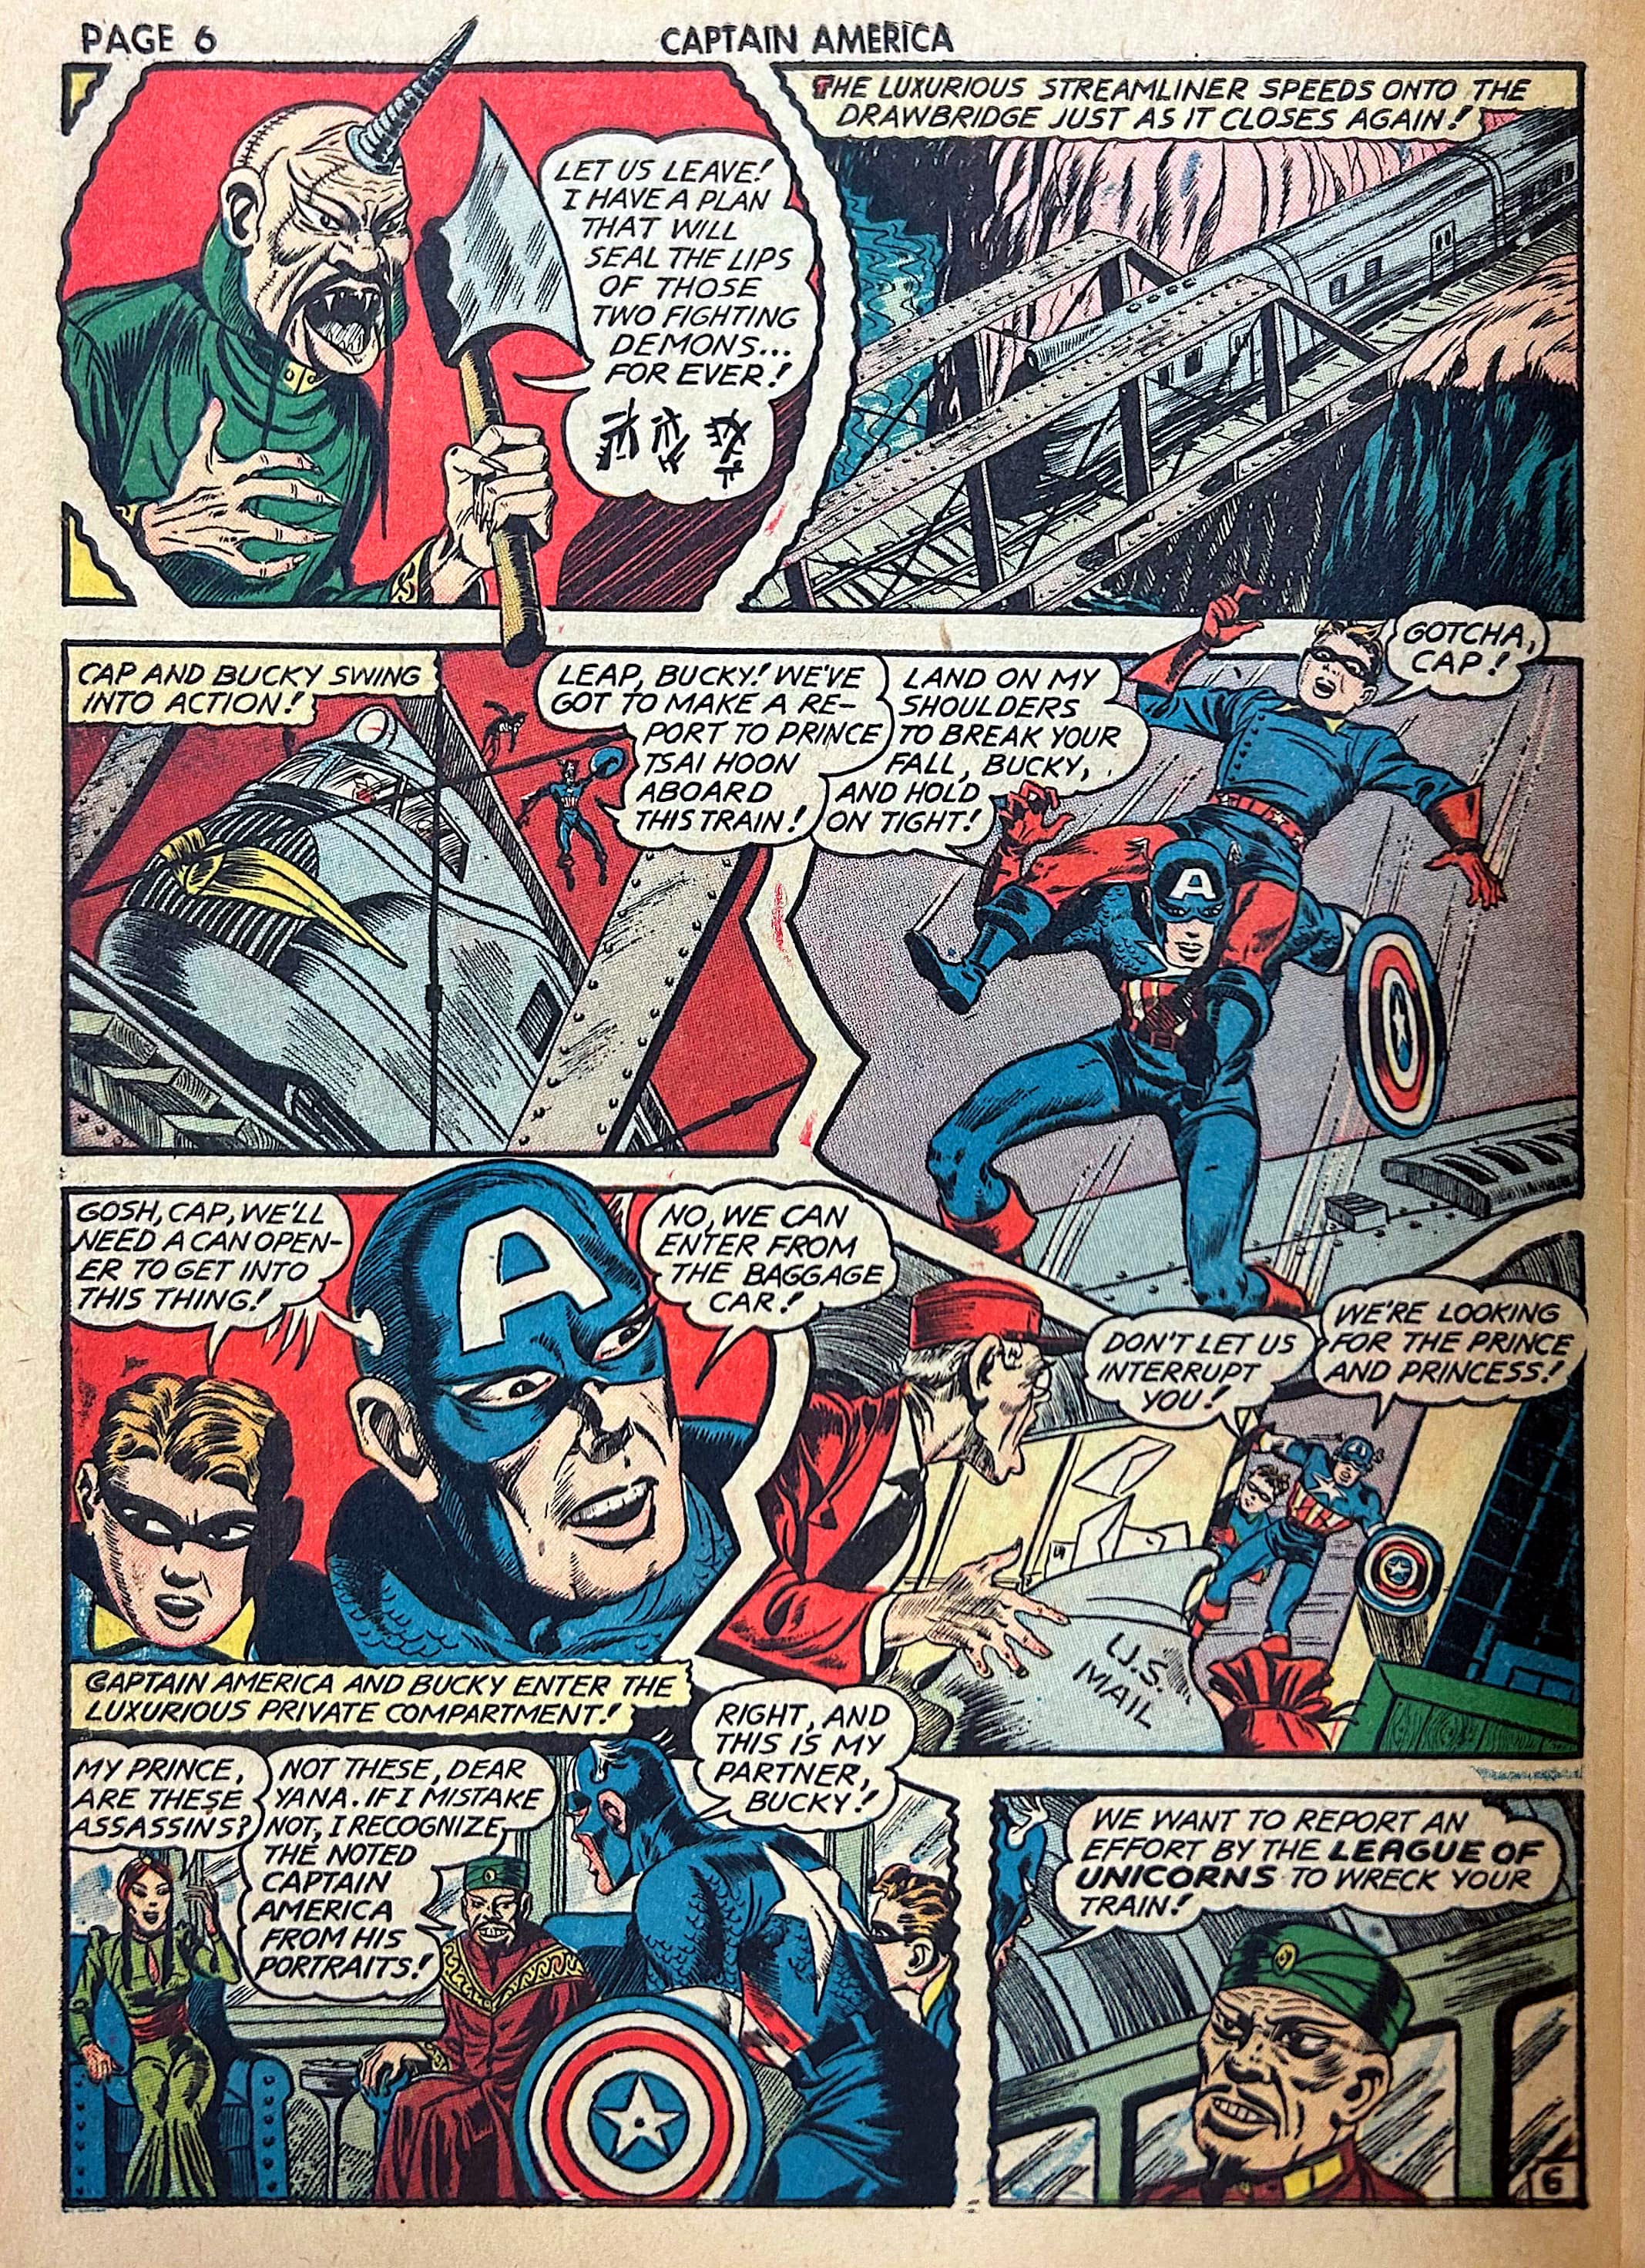 PAGE 6
CAPTAIN AMERICA
LET US LEAVE!
I HAVE A PLAN
THAT WILL
SEAL THE LIPS
OF THOSE
TWO FIGHTING
DEMONS...
FOR EVER!
THE LUXURIOUS STREAMLINER SPEEDS ONTO THE
DRAWBRIDGE JUST AS IT CLOSES AGAIN!
CAP AND BUCKY SWING
INTO ACTION!
LEAP, BUCKY! WE'VE
GOT TO MAKE A RE-
PORT TO PRINCE
TSAI HOON
ABOARD
THIS TRAIN!
LAND ON MY
SHOULDERS
TO BREAK YOUR
FALL, BUCKY,
AND HOLD
ON TIGHT!
GOTCHA,
CAP!
A
GOSH, CAP, WE'LL
NEED A CAN OPEN-
ER TO GET INTO
THIS THING!
A
NO, WE CAN
ENTER FROM
THE BAGGAGE
CAR!
DON'T LET US
INTERRUPT
YOU!
WE'RE LOOKING
FOR THE PRINCE
AND PRINCESS!
U.S.
MAIL
CAPTAIN AMERICA AND BUCKY ENTER THE
LUXURIOUS PRIVATE COMPARTMENT!
MY PRINCE,
ARE THESE
ASSASSINS?
NOT THESE, DEAR
YANA. IF I MISTAKE
NOT, I RECOGNIZE
THE NOTED
CAPTAIN
AMERICA
FROM HIS
PORTRAITS!
RIGHT, AND
THIS IS MY
PARTNER,
BUCKY!
WE WANT TO REPORT AN
EFFORT BY THE LEAGUE OF
UNICORNS TO WRECK YOUR
TRAIN!
6